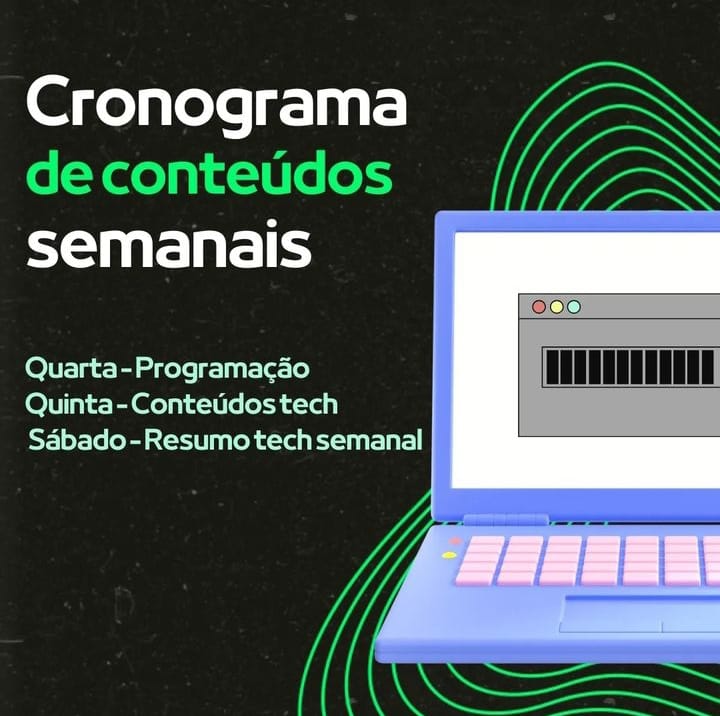 Cronograma
de conteúdos
semanais
Quarta - Programação
Quinta - Conteúdos tech
Sábado - Resumo tech semanal